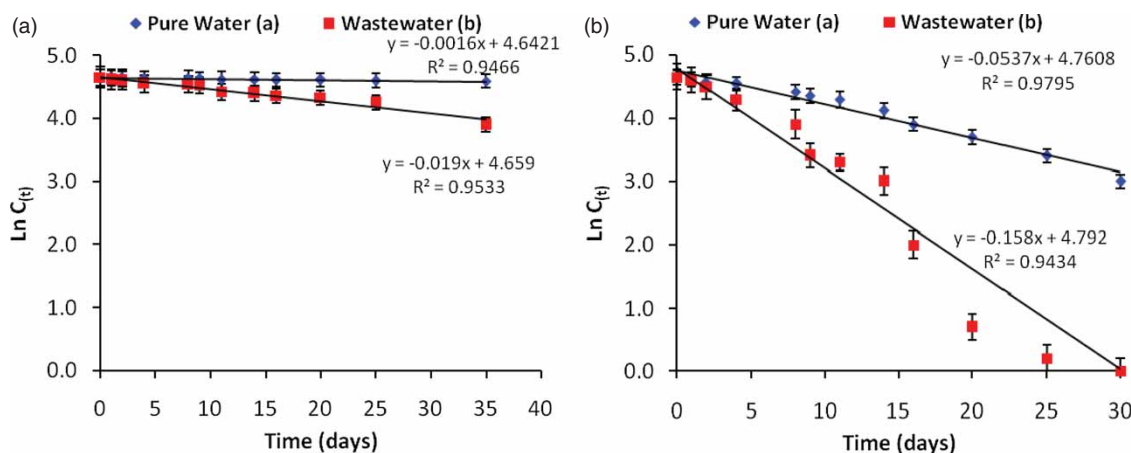 (a)
Pure Water (a) Wastewater (b)
y = -0.0016x + 4.6421
R² = 0.9466
5.0
4.0
3.0
2.0
1.0
0.0
Ln C(t)
y = -0.019x + 4.659
R² = 0.9533
0 5 10 15 20 25 30 35 40
Time (days)
(b)
Pure Water (a) Wastewater (b)
y = -0.0537x + 4.7608
R² = 0.9795
5.0
4.0
3.0
2.0
1.0
0.0
Ln C(t)
y = -0.158x + 4.792
R² = 0.9434
0 5 10 15 20 25 30
Time (days)